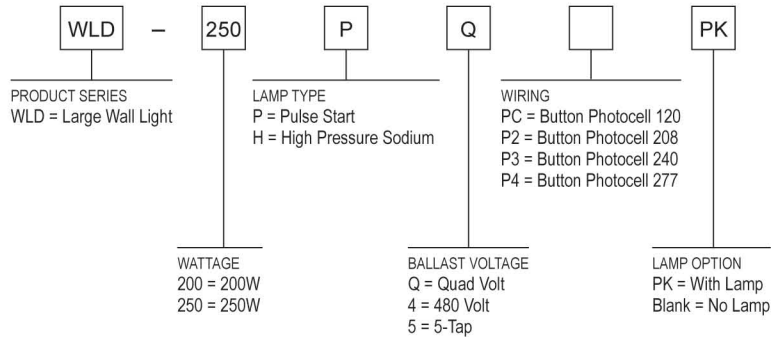 WLD – 250 P Q PK
PRODUCT SERIES
WLD = Large Wall Light
LAMP TYPE
P = Pulse Start
H = High Pressure Sodium
WIRING
PC = Button Photocell 120
P2 = Button Photocell 208
P3 = Button Photocell 240
P4 = Button Photocell 277
WATTAGE
200 = 200W
250 = 250W
BALLAST VOLTAGE
Q = Quad Volt
4 = 480 Volt
5 = 5-Tap
LAMP OPTION
PK = With Lamp
Blank = No Lamp